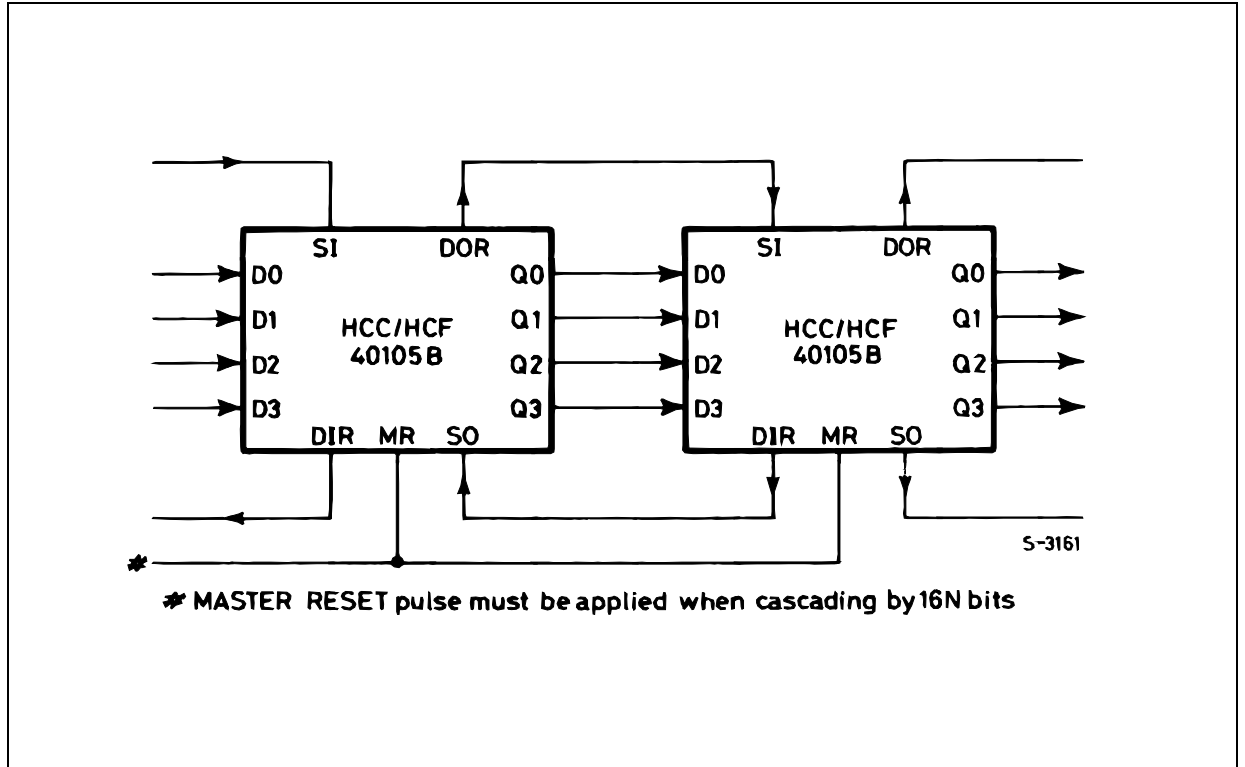 SI DOR SI DOR
D0 Q0 D0 Q0
D1 Q1 D1 Q1
HCC/HCF HCC/HCF
40105B 40105B
D2 Q2 D2 Q2
D3 Q3 D3 Q3
DIR MR SO DIR MR SO
S-3161
*
* MASTER RESET pulse must be applied when cascading by 16N bits